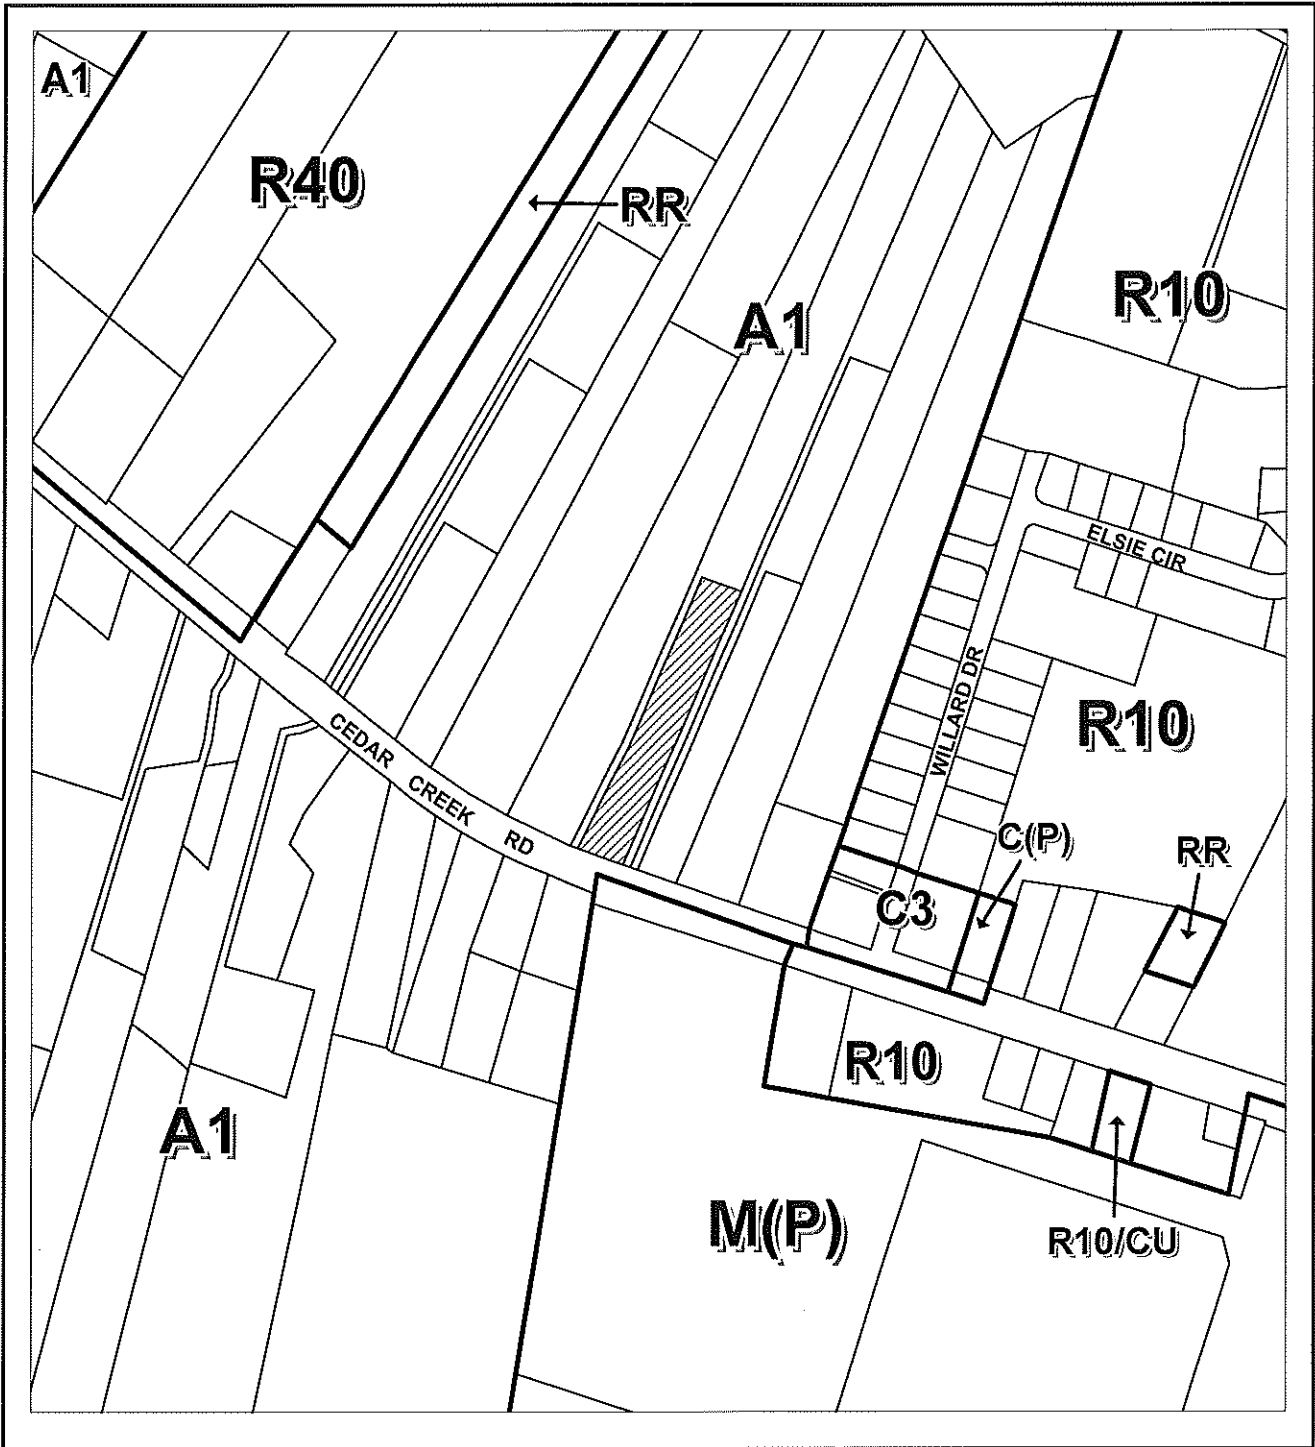 A1
R40
RR
A1
R10
ELSIE CIR
WILLARD DR
R10
CEDAR CREEK RD
C(P)
RR
C3
R10
A1
M(P)
R10/CU